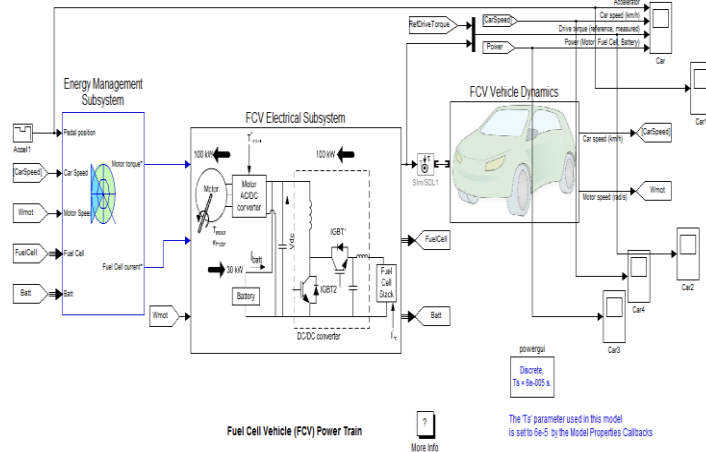 Accelerator
Car speed (km/h)
Drive torque (reference, measured)
Power (Motor, Fuel Cell, Battery)
RefDriveTorque
[CarSpeed]
Power
Car
Car1
Energy Management
Subsystem
FCV Electrical Subsystem
FCV Vehicle Dynamics
Accel1
Pedal position
Motor torque*
[CarSpeed]
Car Speed
Wmot
Motor Speed
FuelCell
Fuel Cell
Fuel Cell current*
Batt
Batt
Wmot
100 kW
100 kW
Motor
Motor
AC/DC
converter
Vdc
30 kW
Battery
IGBT1
IGBT2
Fuel
Cell
Stack
DC/DC converter
Car speed (km/h)
[CarSpeed]
Motor speed (rad/s)
Wmot
FuelCell
Batt
Car2
Car4
Car3
powergui
Discrete,
Ts = 6e-005 s.
Fuel Cell Vehicle (FCV) Power Train
?
More Info
The 'Ts' parameter used in this model
is set to 6e-5 by the Model Properties Callbacks